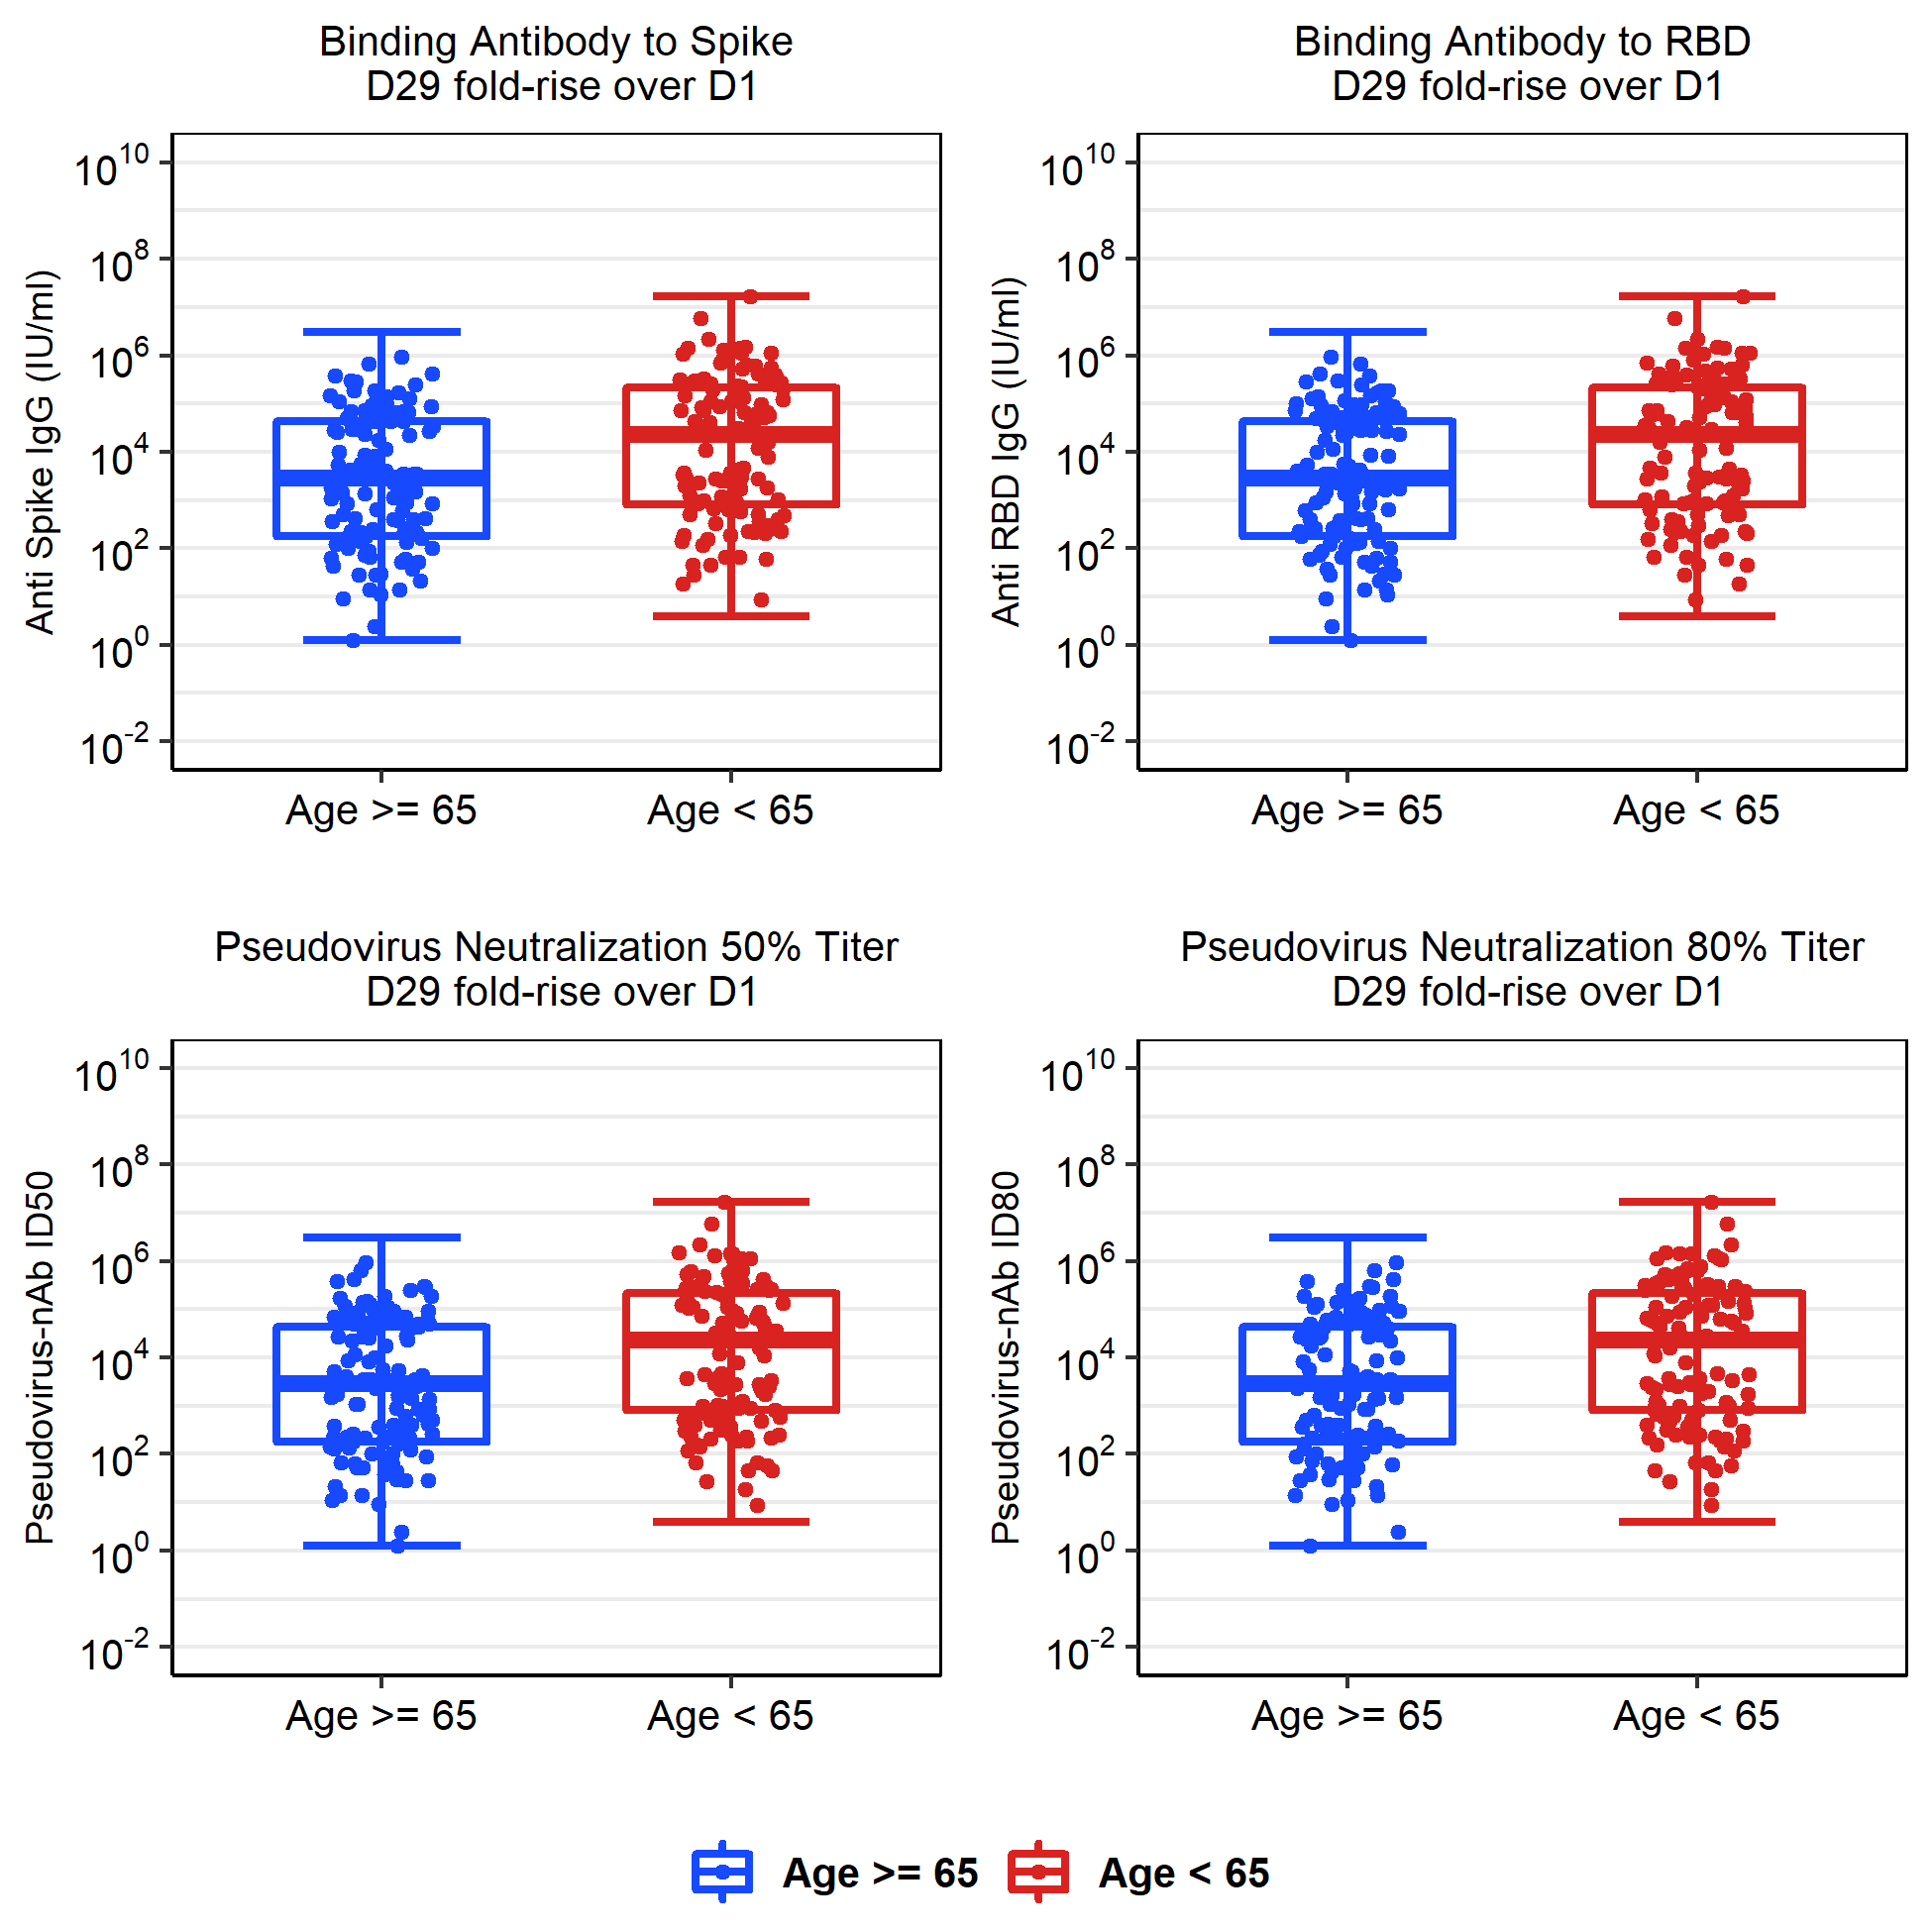 Binding Antibody to Spike
D29 fold-rise over D1
Anti Spike IgG (IU/ml)
10^10
10^8
10^6
10^4
10^2
10^0
10^-2
Age >= 65
Age < 65
Binding Antibody to RBD
D29 fold-rise over D1
Anti RBD IgG (IU/ml)
10^10
10^8
10^6
10^4
10^2
10^0
10^-2
Age >= 65
Age < 65
Pseudovirus Neutralization 50% Titer
D29 fold-rise over D1
Pseudovirus-nAb ID50
10^10
10^8
10^6
10^4
10^2
10^0
10^-2
Age >= 65
Age < 65
Pseudovirus Neutralization 80% Titer
D29 fold-rise over D1
Pseudovirus-nAb ID80
10^10
10^8
10^6
10^4
10^2
10^0
10^-2
Age >= 65
Age < 65
Age >= 65
Age < 65